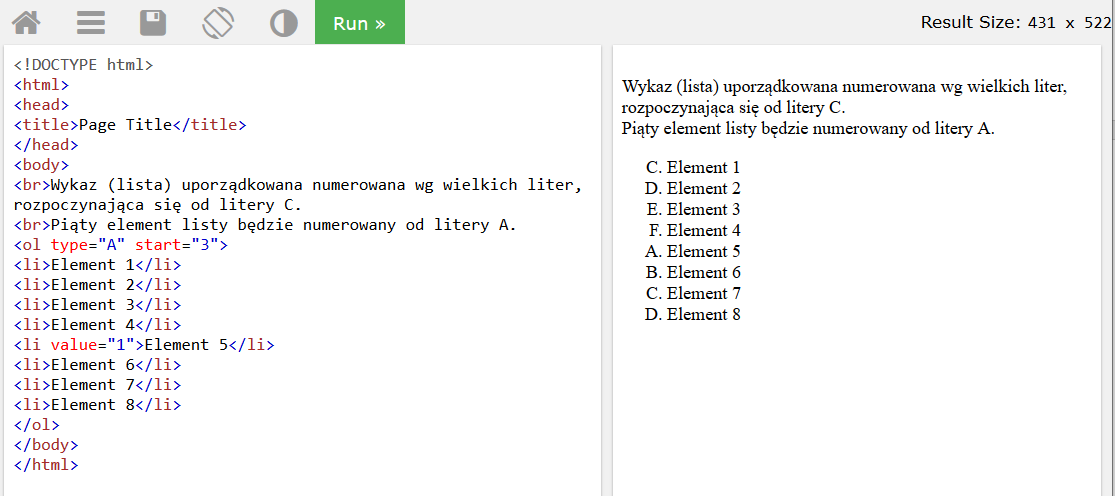 Run »
Result Size: 431 x 522
<!DOCTYPE html>
<html>
<head>
<title>Page Title</title>
</head>
<body>
<br>Wykaz (lista) uporządkowana numerowana wg wielkich liter,
rozpoczynająca się od litery C.
<br>Piąty element listy będzie numerowany od litery A.
<ol type="A" start="3">
<li>Element 1</li>
<li>Element 2</li>
<li>Element 3</li>
<li>Element 4</li>
<li value="1">Element 5</li>
<li>Element 6</li>
<li>Element 7</li>
<li>Element 8</li>
</ol>
</body>
</html>
Wykaz (lista) uporządkowana numerowana wg wielkich liter,
rozpoczynająca się od litery C.
Piąty element listy będzie numerowany od litery A.
C. Element 1
D. Element 2
E. Element 3
F. Element 4
A. Element 5
B. Element 6
C. Element 7
D. Element 8